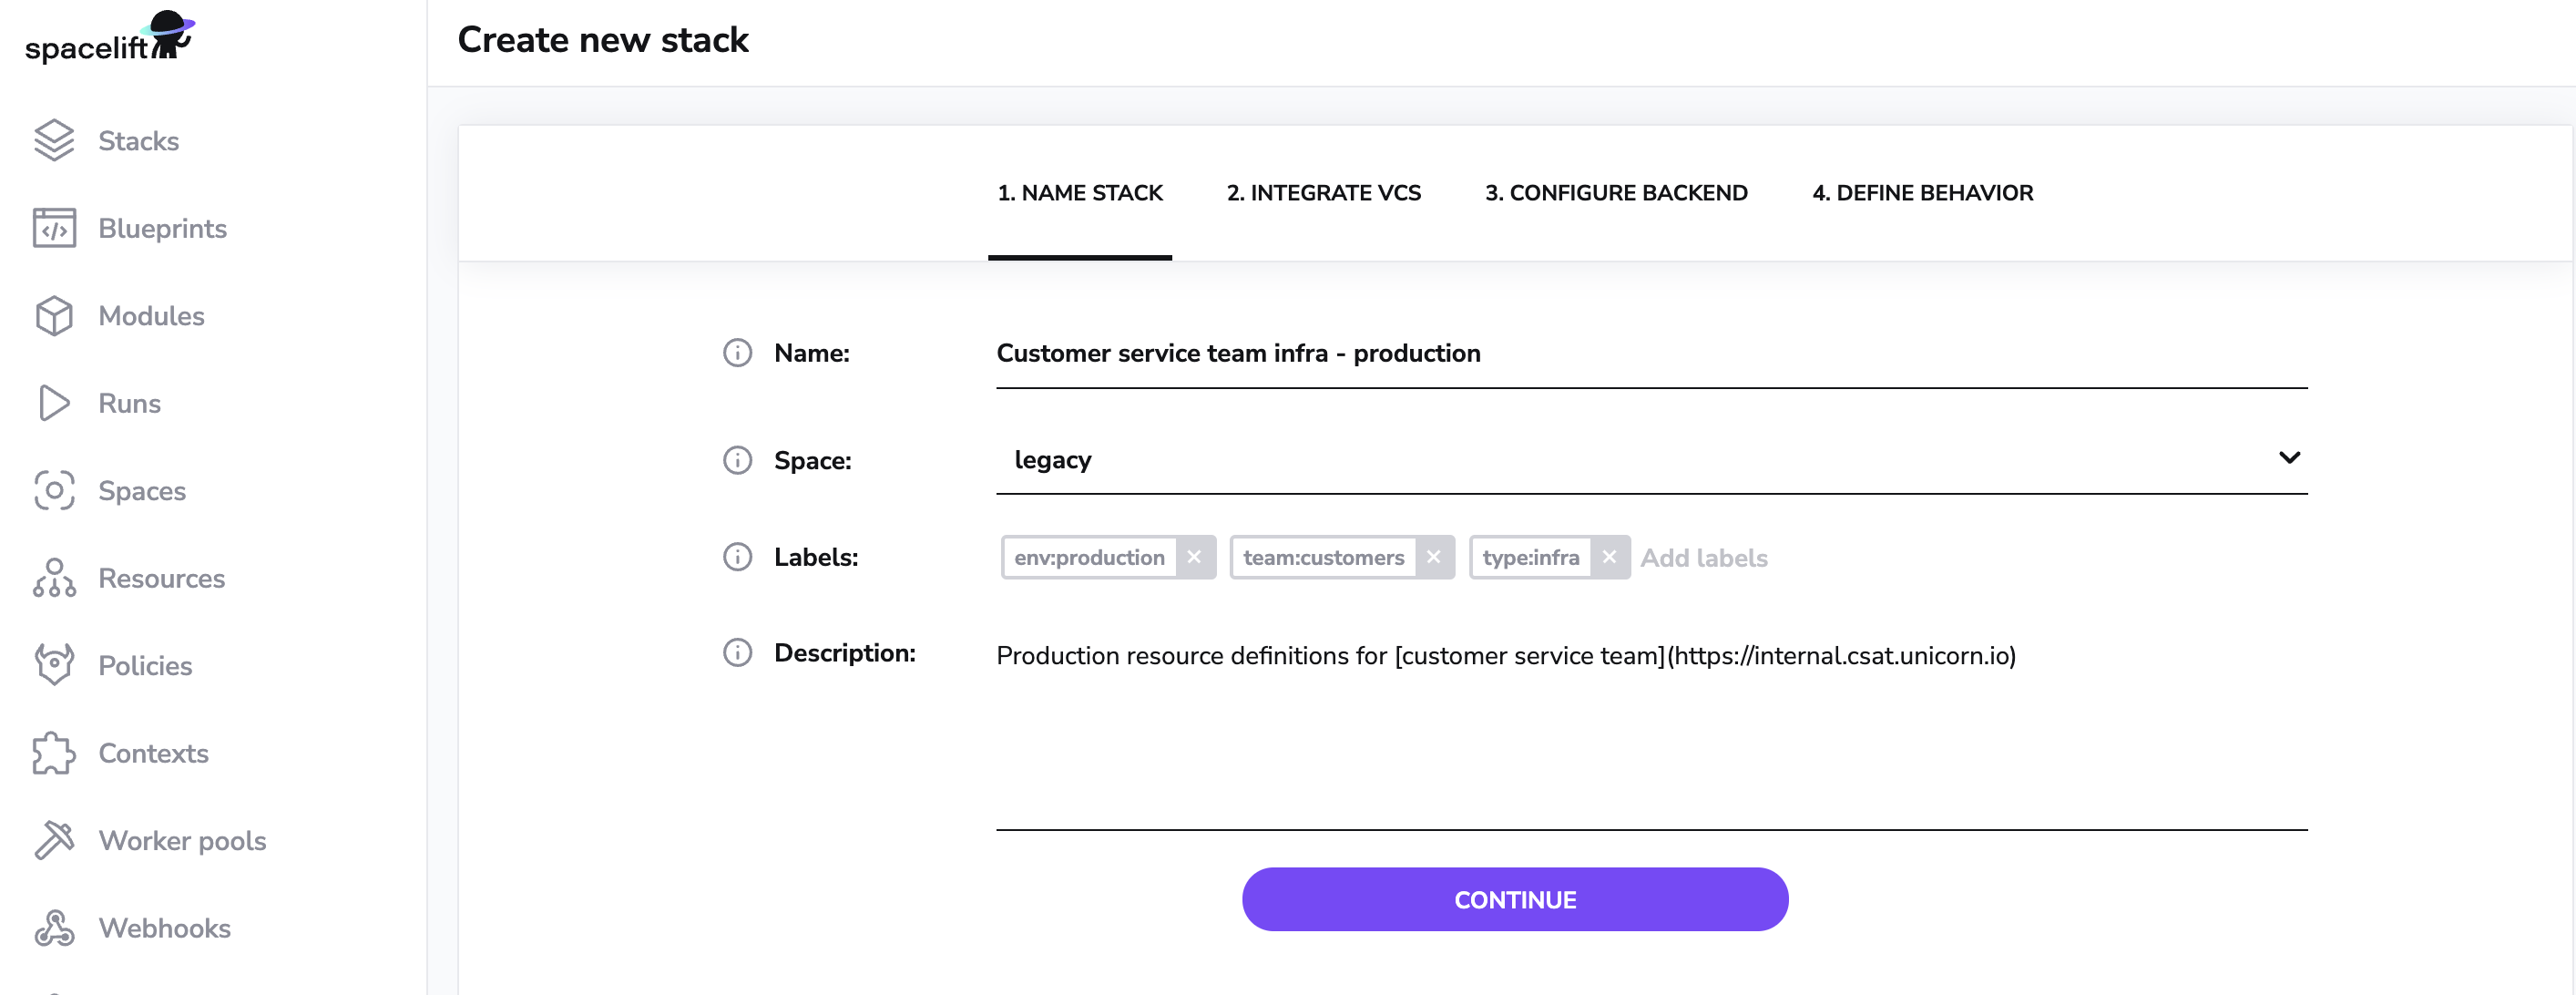 spacelift
Stacks
Blueprints
Modules
Runs
Spaces
Resources
Policies
Contexts
Worker pools
Webhooks
Create new stack
1. NAME STACK
2. INTEGRATE VCS
3. CONFIGURE BACKEND
4. DEFINE BEHAVIOR
Name: Customer service team infra - production
Space: legacy
Labels: env:production team:customers type:infra Add labels
Description: Production resource definitions for [customer service team](https://internal.csat.unicorn.io)
CONTINUE